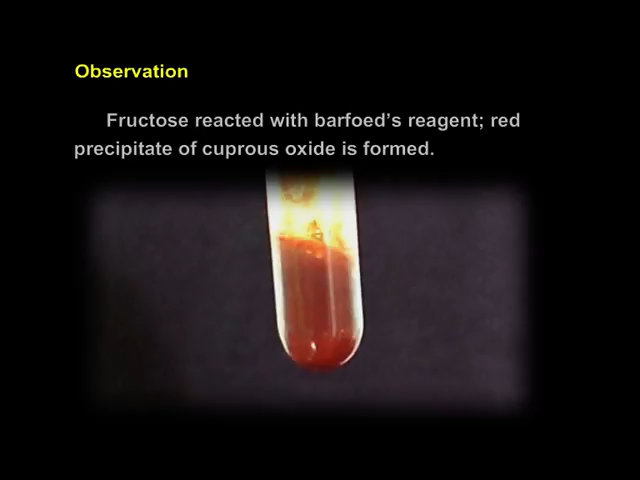 Observation
Fructose reacted with barfoed's reagent; red
precipitate of cuprous oxide is formed.